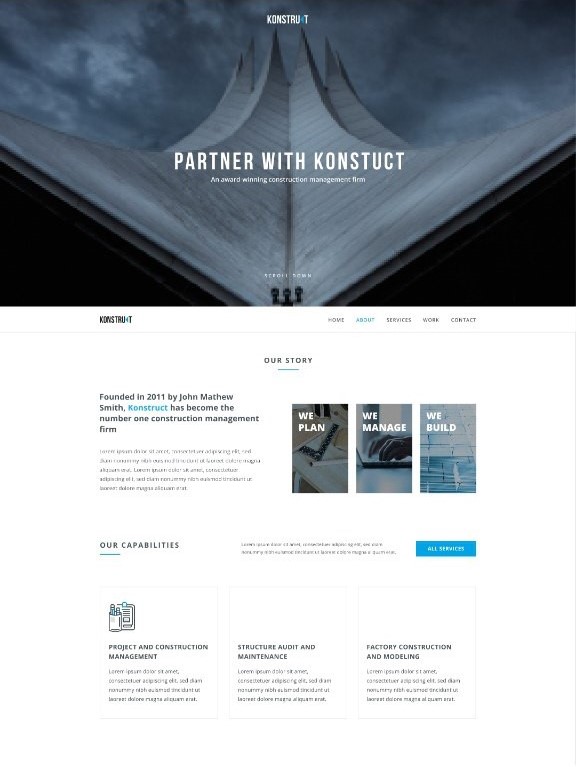 KONSTRUKT
PARTNER WITH KONSTUCT
An award-winning construction management firm
SCROLL DOWN
KONSTRUKT
HOME ABOUT SERVICES WORK CONTACT
OUR STORY
Founded in 2011 by John Mathew
Smith, Konstruct has become the
number one construction management
firm
Lorem ipsum dolor sit amet, consectetuer adipiscing elit, sed
diam nonummy nibh euismod tincidunt ut laoreet dolore magna
aliquam erat. Lorem ipsum dolor sit amet, consectetuer
adipiscing elit, sed diam nonummy nibh euismod tincidunt ut
laoreet dolore magna aliquam erat.
WE
PLAN
WE
MANAGE
WE
BUILD
OUR CAPABILITIES
Lorem ipsum dolor sit amet, consectetuer adipiscing elit, sed diam
nonummy nibh euismod tincidunt ut laoreet dolore magna aliquam erat.
ALL SERVICES
PROJECT AND CONSTRUCTION
MANAGEMENT
Lorem ipsum dolor sit amet,
consectetuer adipiscing elit, sed diam
nonummy nibh euismod tincidunt ut
laoreet dolore magna aliquam erat.
STRUCTURE AUDIT AND
MAINTENANCE
Lorem ipsum dolor sit amet,
consectetuer adipiscing elit, sed diam
nonummy nibh euismod tincidunt ut
laoreet dolore magna aliquam erat.
FACTORY CONSTRUCTION
AND MODELING
Lorem ipsum dolor sit amet,
consectetuer adipiscing elit, sed diam
nonummy nibh euismod tincidunt ut
laoreet dolore magna aliquam erat.